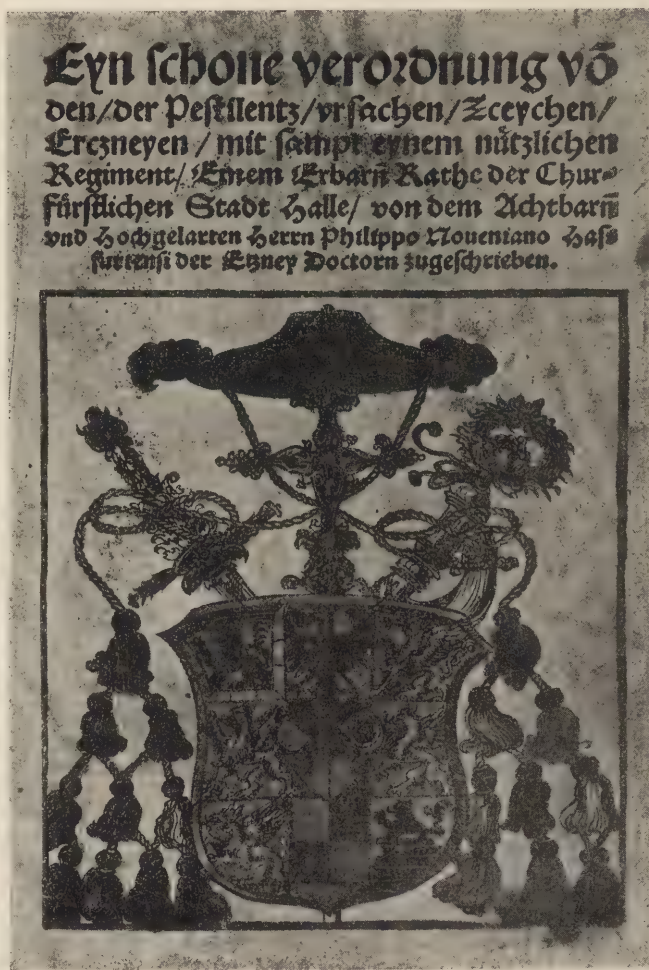 Eyn schone verordnung võ
den/der Pestilentz/vrsachen/Zceychen/
Erczneyen / mit sampt eynem nützlichen
Regiment/ Einem Erbarñ Rathe der Chur⸗
fürstlichen Stadt Halle/ von dem Achtbarñ
vnd Hochgelarten Herrn Philippo Noueniano Has⸗
furtensi der Etzney Doctorn zugeschrieben.